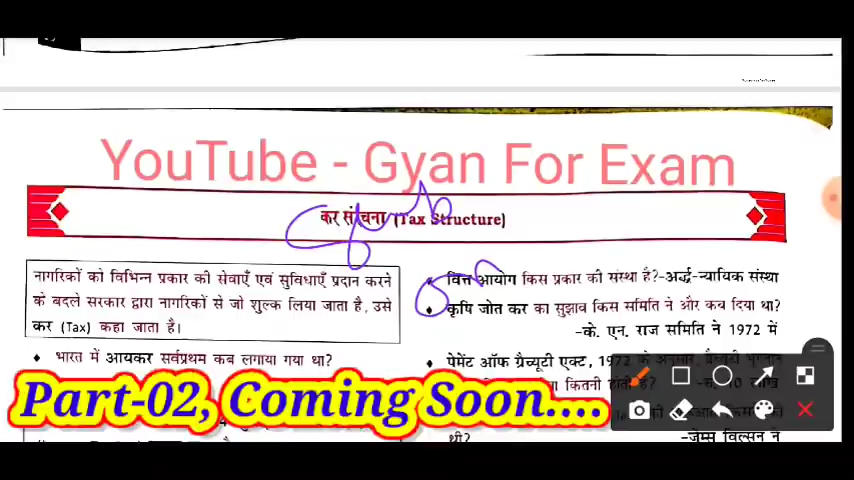 YouTube - Gyan For Exam
कर संरचना (Tax Structure)
नागरिकों को विभिन्न प्रकार की सेवाएँ एवं सुविधाएँ प्रदान करने
के बदले सरकार द्वारा नागरिकों से जो शुल्क लिया जाता है, उसे
कर (Tax) कहा जाता है।
♦ भारत में आयकर सर्वप्रथम कब लगाया गया था?
♦ वित्त आयोग किस प्रकार की संस्था है?-अर्द्ध-न्यायिक संस्था
♦ कृषि जोत कर का सुझाव किस समिति ने और कब दिया था?
-के. एन. राज समिति ने 1972 में
♦ पेमेंट ऑफ ग्रैच्यूटी एक्ट, 1972 के अनुसार,
कितनी होती है?
थी?
-जेम्स विल्सन ने
Part-02, Coming Soon....